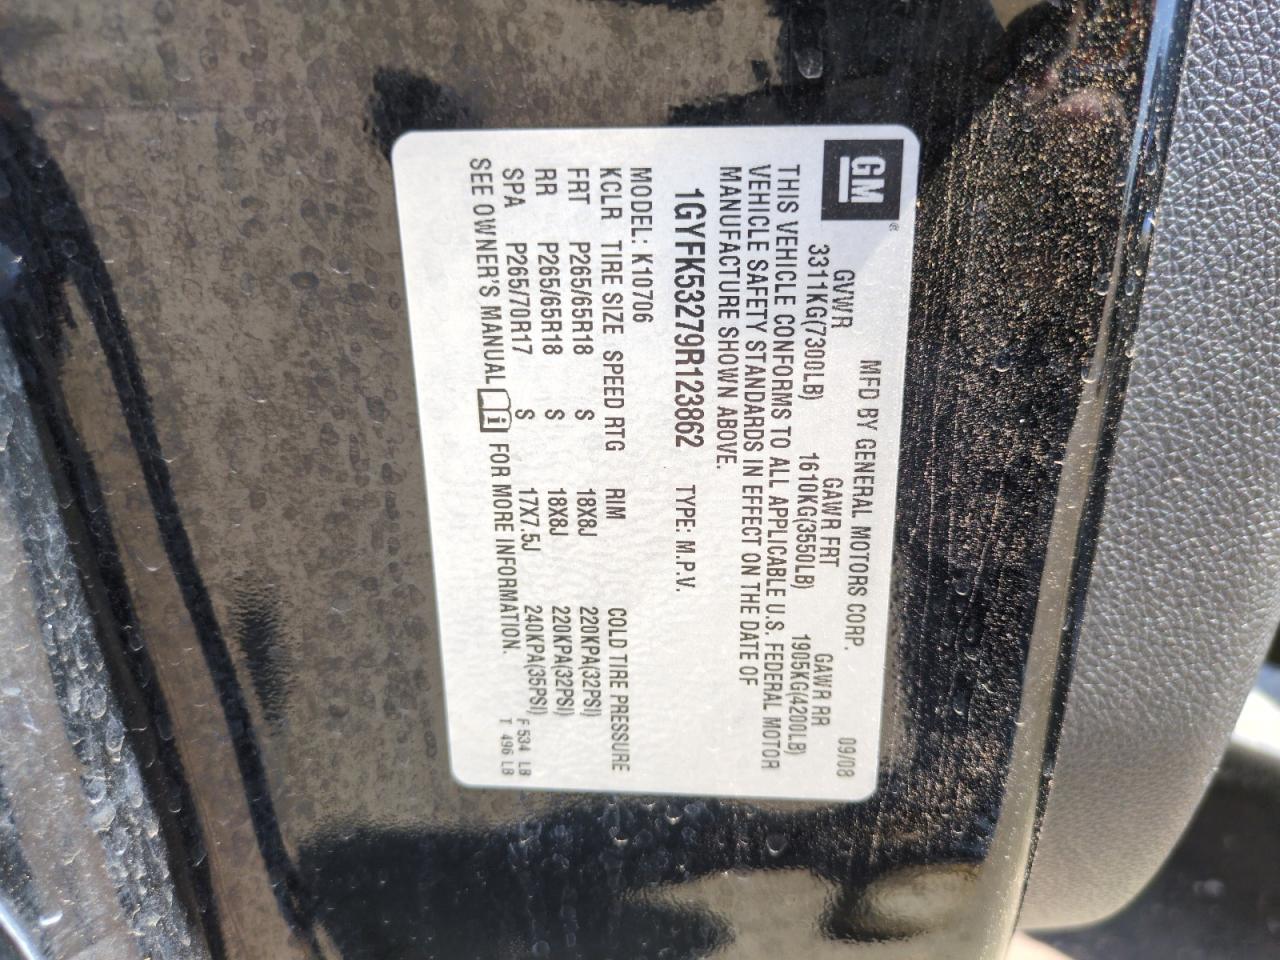 GM®
MFD BY GENERAL MOTORS CORP. 09/08
GVWR GAWR FRT GAWR RR
3311KG(7300LB) 1610KG(3550LB) 1905KG(4200LB)
THIS VEHICLE CONFORMS TO ALL APPLICABLE U.S. FEDERAL MOTOR
VEHICLE SAFETY STANDARDS IN EFFECT ON THE DATE OF
MANUFACTURE SHOWN ABOVE.
1GYFK53279R123862 TYPE: M.P.V.
MODEL: K10706
KCLR TIRE SIZE SPEED RTG RIM COLD TIRE PRESSURE
FRT P265/65R18 S 18X8J 220KPA(32PSI)
RR P265/65R18 S 18X8J 220KPA(32PSI)
SPA P265/70R17 S 17X7.5J 240KPA(35PSI)
SEE OWNER'S MANUAL i FOR MORE INFORMATION.
F 534 LB
T 496 LB